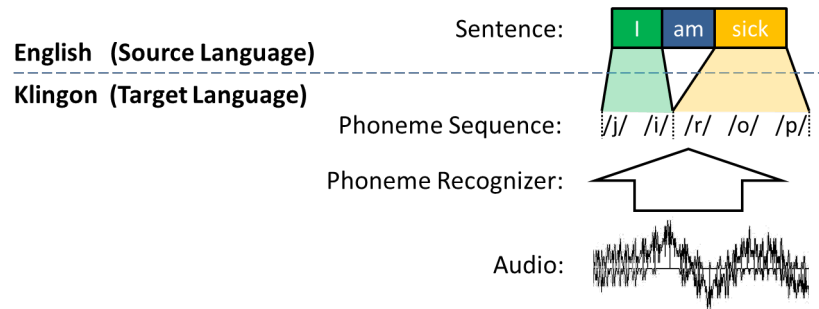 Sentence: I am sick
English (Source Language)
Klingon (Target Language)
Phoneme Sequence: /j/ /i/ /r/ /o/ /p/
Phoneme Recognizer:
Audio: